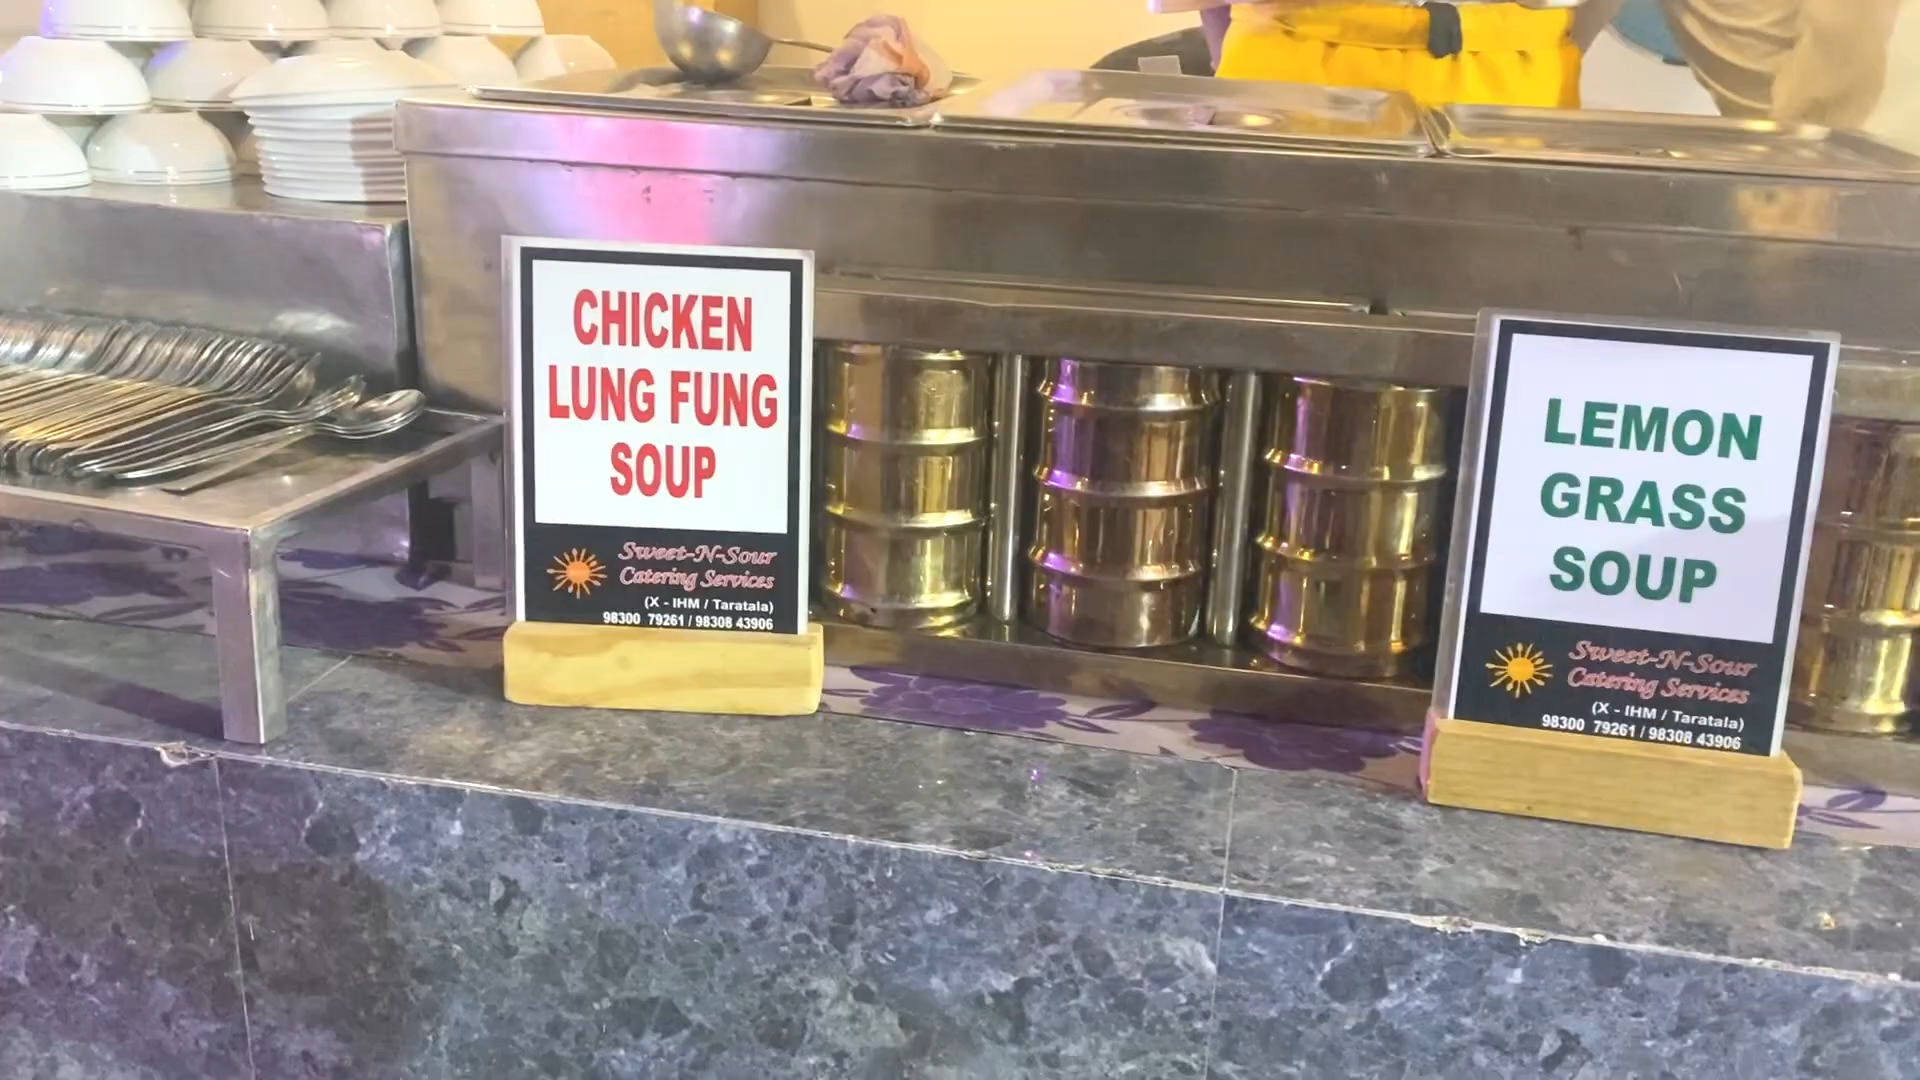 CHICKEN
LUNG FUNG
SOUP
Sweet-N-Sour
Catering Services
(X - IHM / Taratala)
98300 79261 / 98308 43906
LEMON
GRASS
SOUP
Sweet-N-Sour
Catering Services
(X - IHM / Taratala)
98300 79261 / 98308 43906